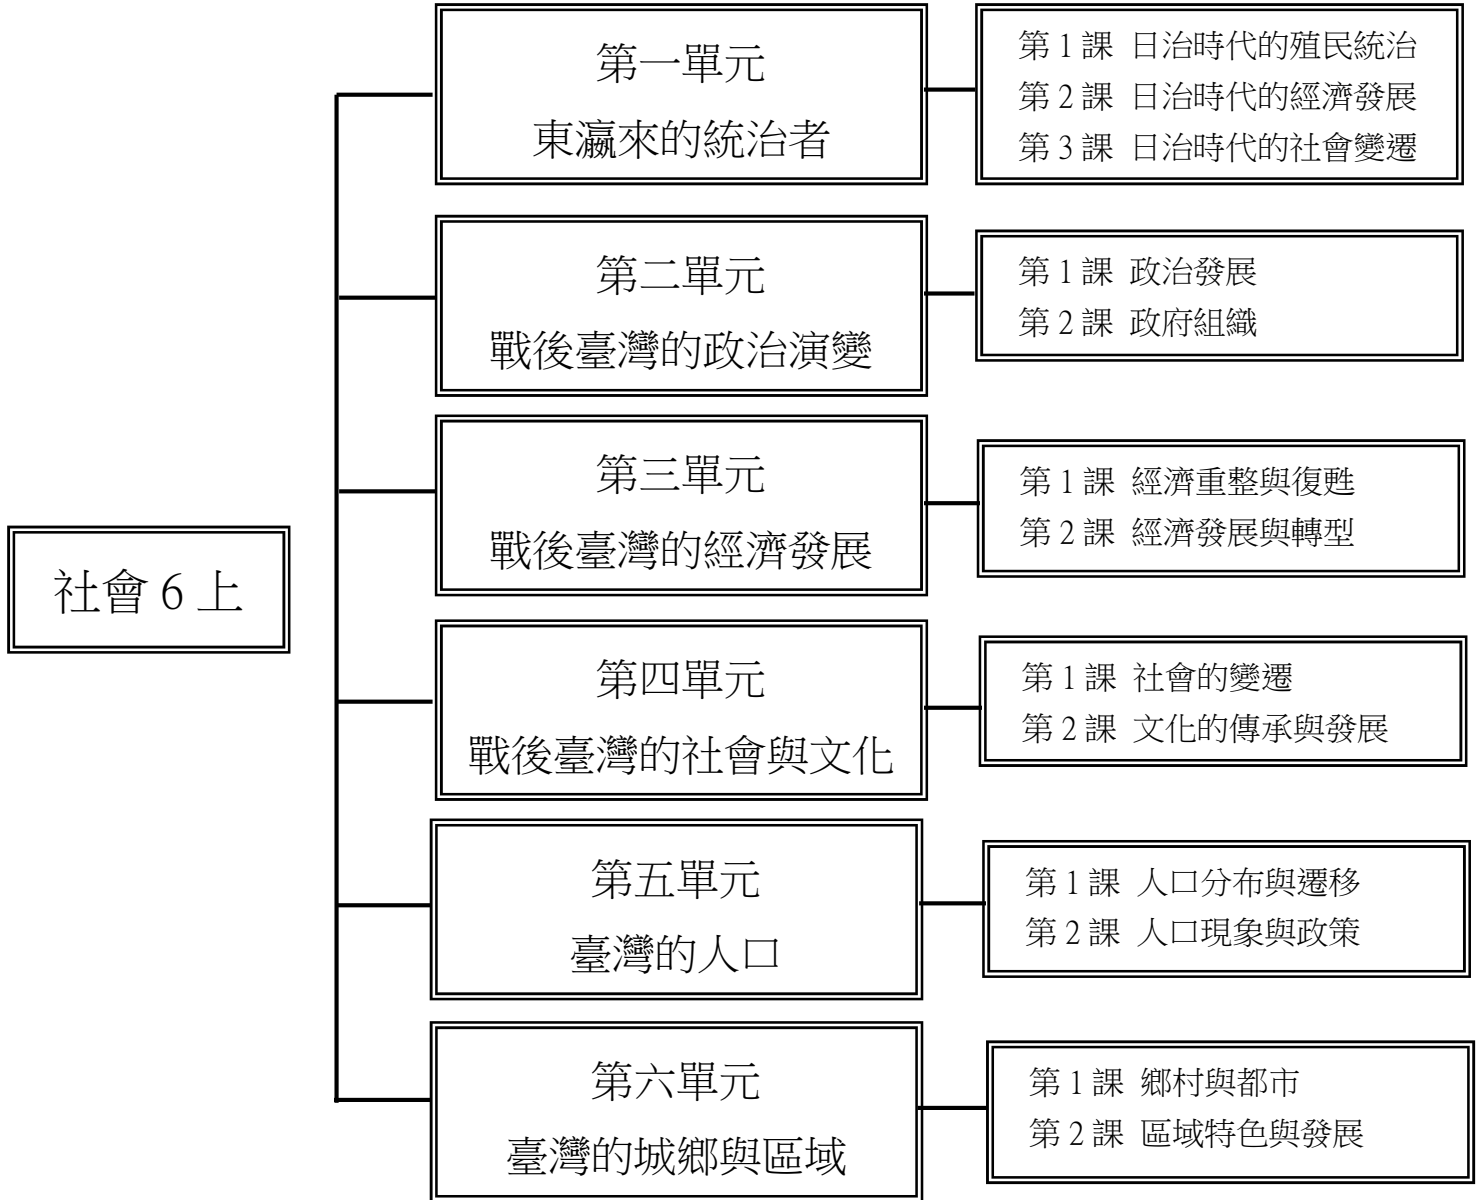 社會6上
第一單元
東瀛來的統治者
第1課 日治時代的殖民統治
第2課 日治時代的經濟發展
第3課 日治時代的社會變遷
第二單元
戰後臺灣的政治演變
第1課 政治發展
第2課 政府組織
第三單元
戰後臺灣的經濟發展
第1課 經濟重整與復甦
第2課 經濟發展與轉型
第四單元
戰後臺灣的社會與文化
第1課 社會的變遷
第2課 文化的傳承與發展
第五單元
臺灣的人口
第1課 人口分布與遷移
第2課 人口現象與政策
第六單元
臺灣的城鄉與區域
第1課 鄉村與都市
第2課 區域特色與發展